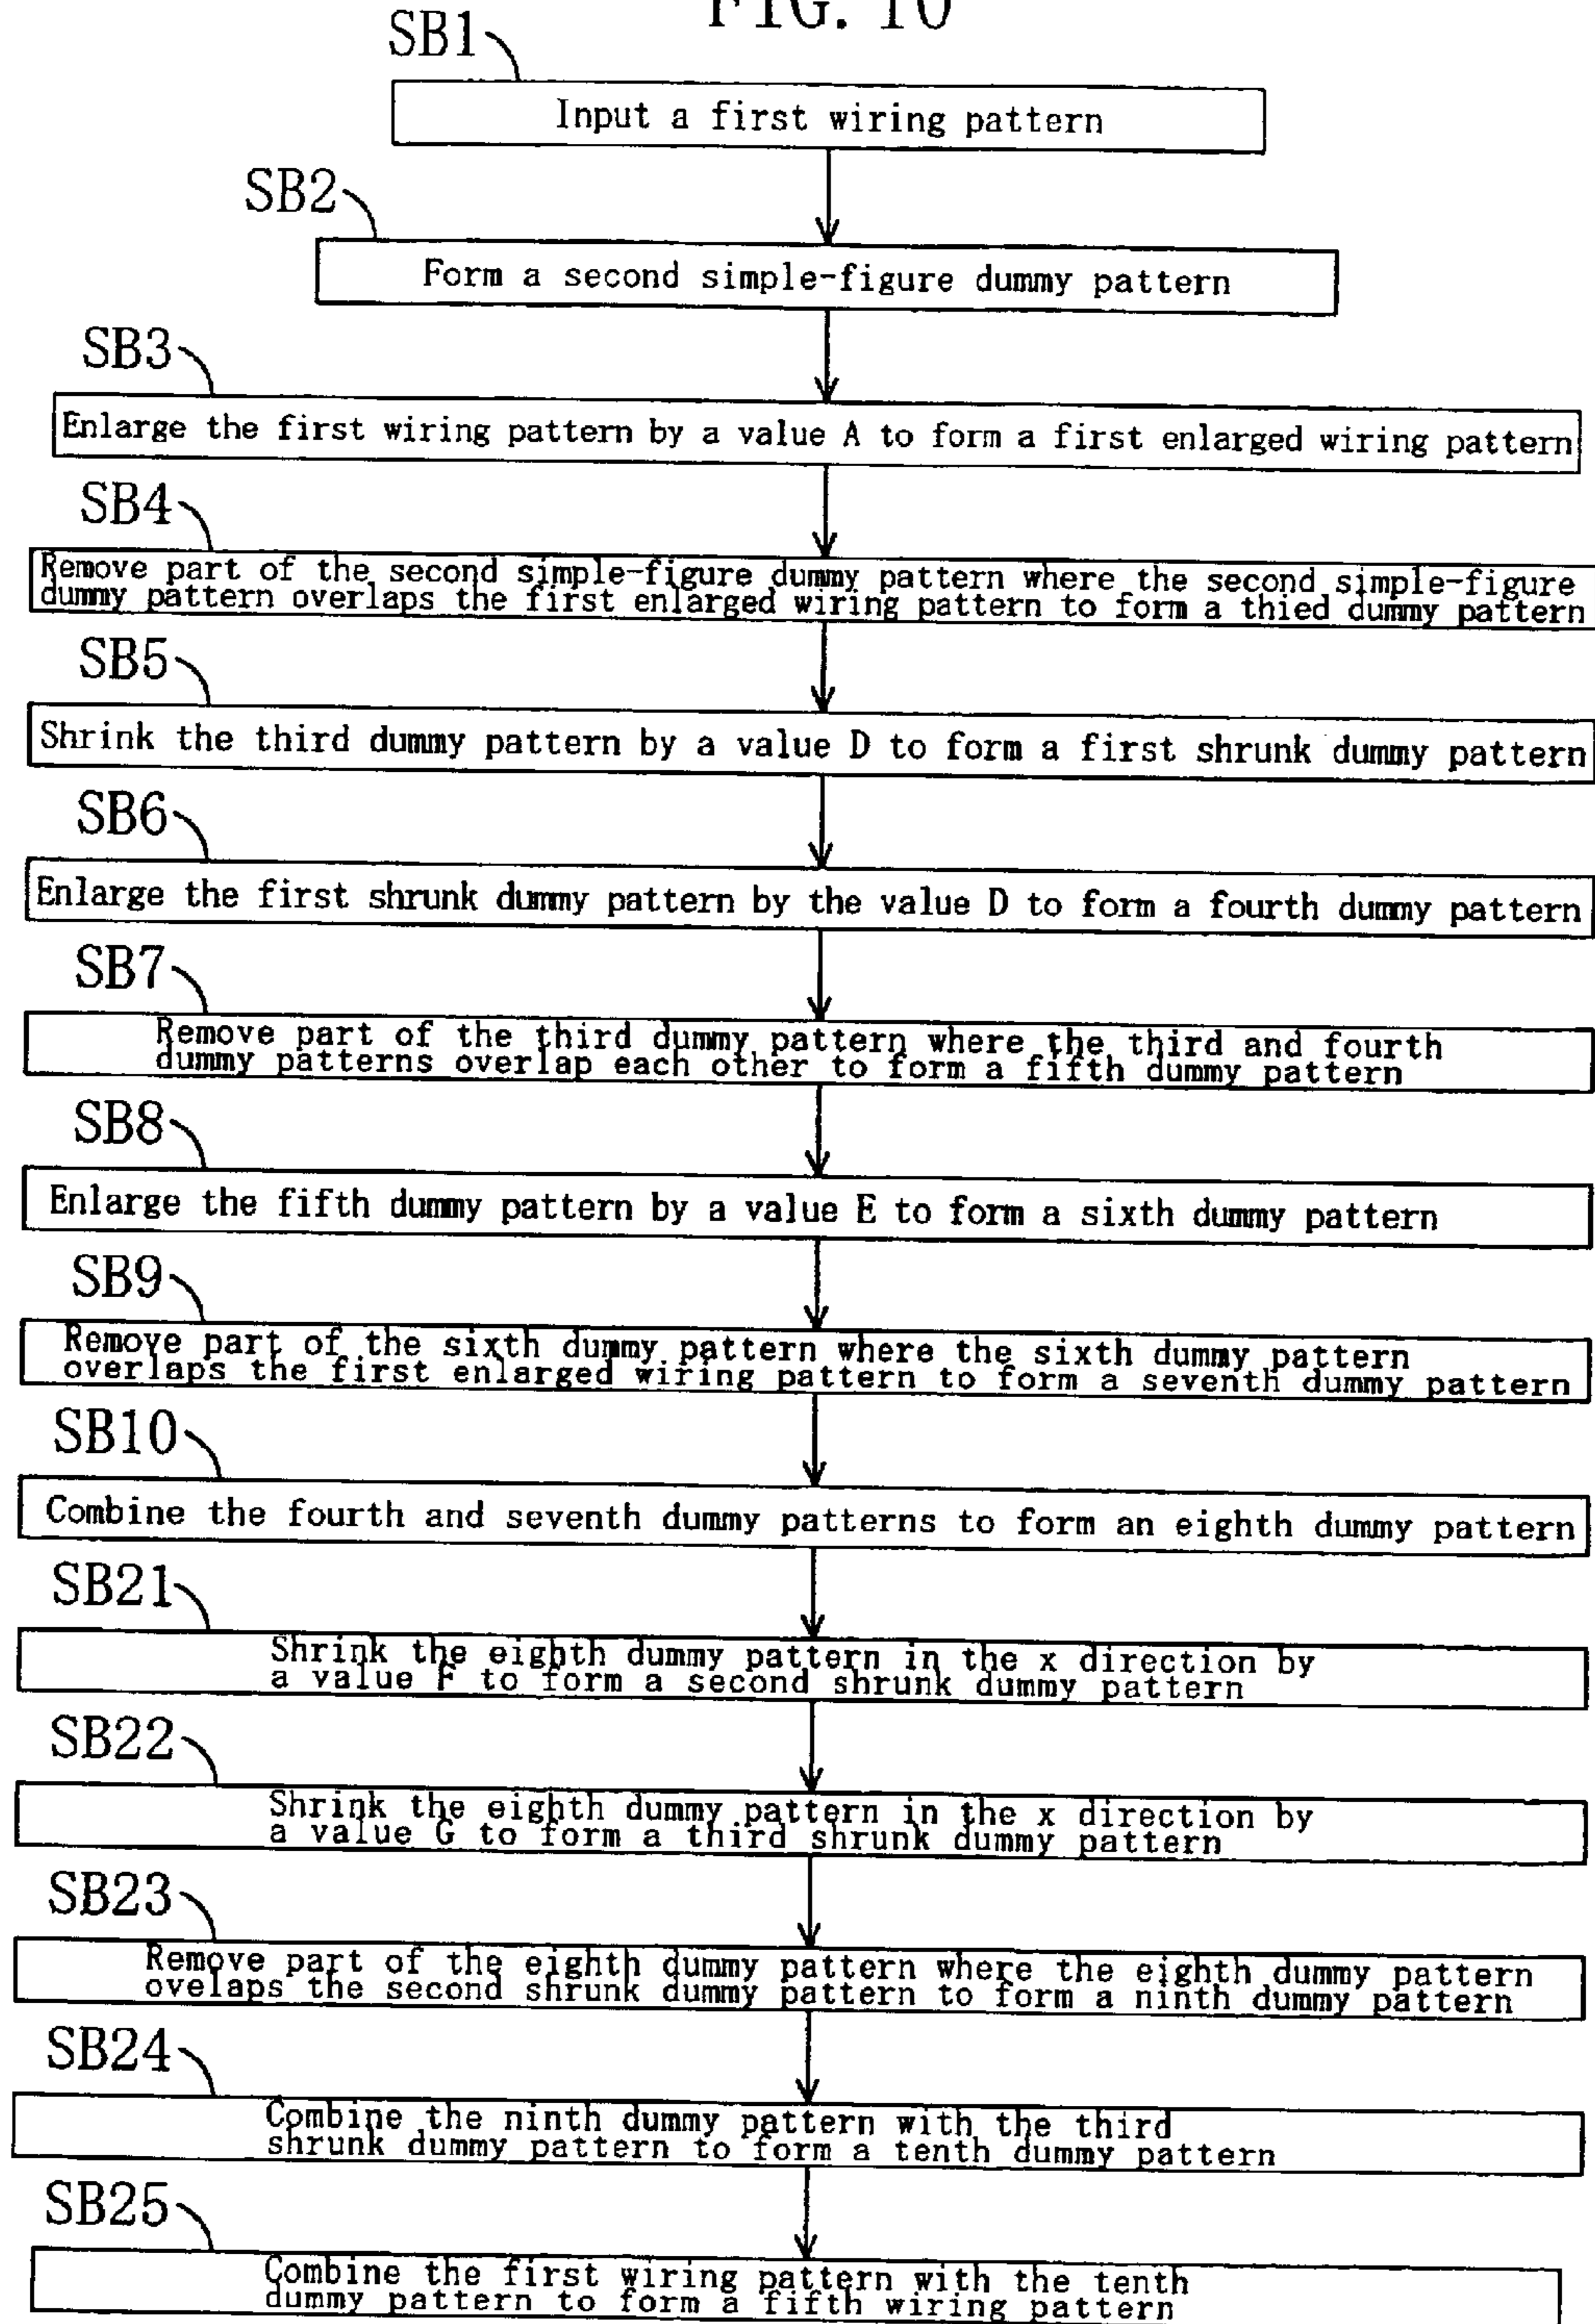 FIG. 10
SB1
Input a first wiring pattern
SB2
Form a second simple-figure dummy pattern
SB3
Enlarge the first wiring pattern by a value A to form a first enlarged wiring pattern
SB4
Remove part of the second simple-figure dummy pattern where the second simple-figure
dummy pattern overlaps the first enlarged wiring pattern to form a thied dummy pattern
SB5
Shrink the third dummy pattern by a value D to form a first shrunk dummy pattern
SB6
Enlarge the first shrunk dummy pattern by the value D to form a fourth dummy pattern
SB7
Remove part of the third dummy pattern where the third and fourth
dummy patterns overlap each other to form a fifth dummy pattern
SB8
Enlarge the fifth dummy pattern by a value E to form a sixth dummy pattern
SB9
Remove part of the sixth dummy pattern where the sixth dummy pattern
overlaps the first enlarged wiring pattern to form a seventh dummy pattern
SB10
Combine the fourth and seventh dummy patterns to form an eighth dummy pattern
SB21
Shrink the eighth dummy pattern in the x direction by
a value F to form a second shrunk dummy pattern
SB22
Shrink the eighth dummy pattern in the x direction by
a value G to form a third shrunk dummy pattern
SB23
Remove part of the eighth dummy pattern where the eighth dummy pattern
ovelaps the second shrunk dummy pattern to form a ninth dummy pattern
SB24
Combine the ninth dummy pattern with the third
shrunk dummy pattern to form a tenth dummy pattern
SB25
Combine the first wiring pattern with the tenth
dummy pattern to form a fifth wiring pattern